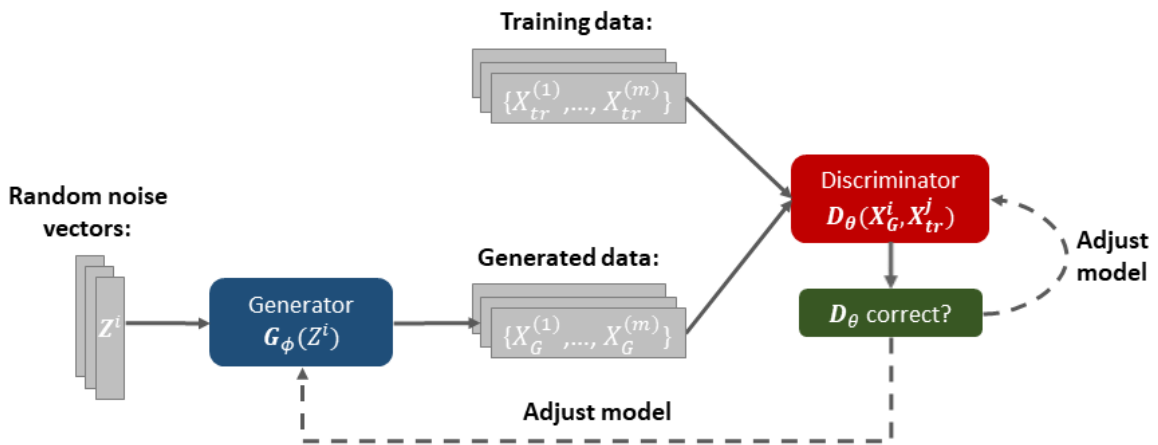 Training data:
{X_tr^(1),..., X_tr^(m)}
Random noise
vectors:
Z^i
Generator
G_ϕ(Z^i)
Generated data:
{X_G^(1),..., X_G^(m)}
Discriminator
D_θ(X_G^i, X_tr^j)
Adjust
model
D_θ correct?
Adjust model